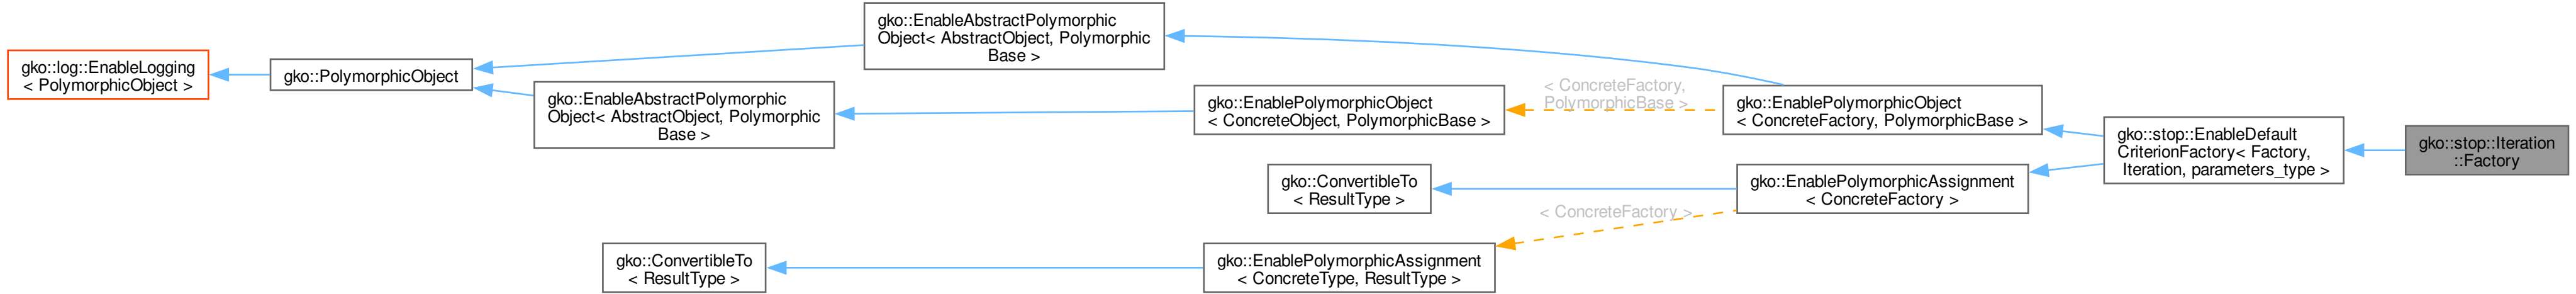 gko::log::EnableLogging
< PolymorphicObject >
gko::PolymorphicObject
gko::EnableAbstractPolymorphic
Object< AbstractObject, Polymorphic
Base >
gko::EnableAbstractPolymorphic
Object< AbstractObject, Polymorphic
Base >
gko::EnablePolymorphicObject
< ConcreteObject, PolymorphicBase >
< ConcreteFactory,
PolymorphicBase >
gko::EnablePolymorphicObject
< ConcreteFactory, PolymorphicBase >
gko::ConvertibleTo
< ResultType >
gko::EnablePolymorphicAssignment
< ConcreteFactory >
gko::stop::EnableDefault
CriterionFactory< Factory,
Iteration, parameters_type >
gko::stop::Iteration
::Factory
< ConcreteFactory >
gko::ConvertibleTo
< ResultType >
gko::EnablePolymorphicAssignment
< ConcreteType, ResultType >